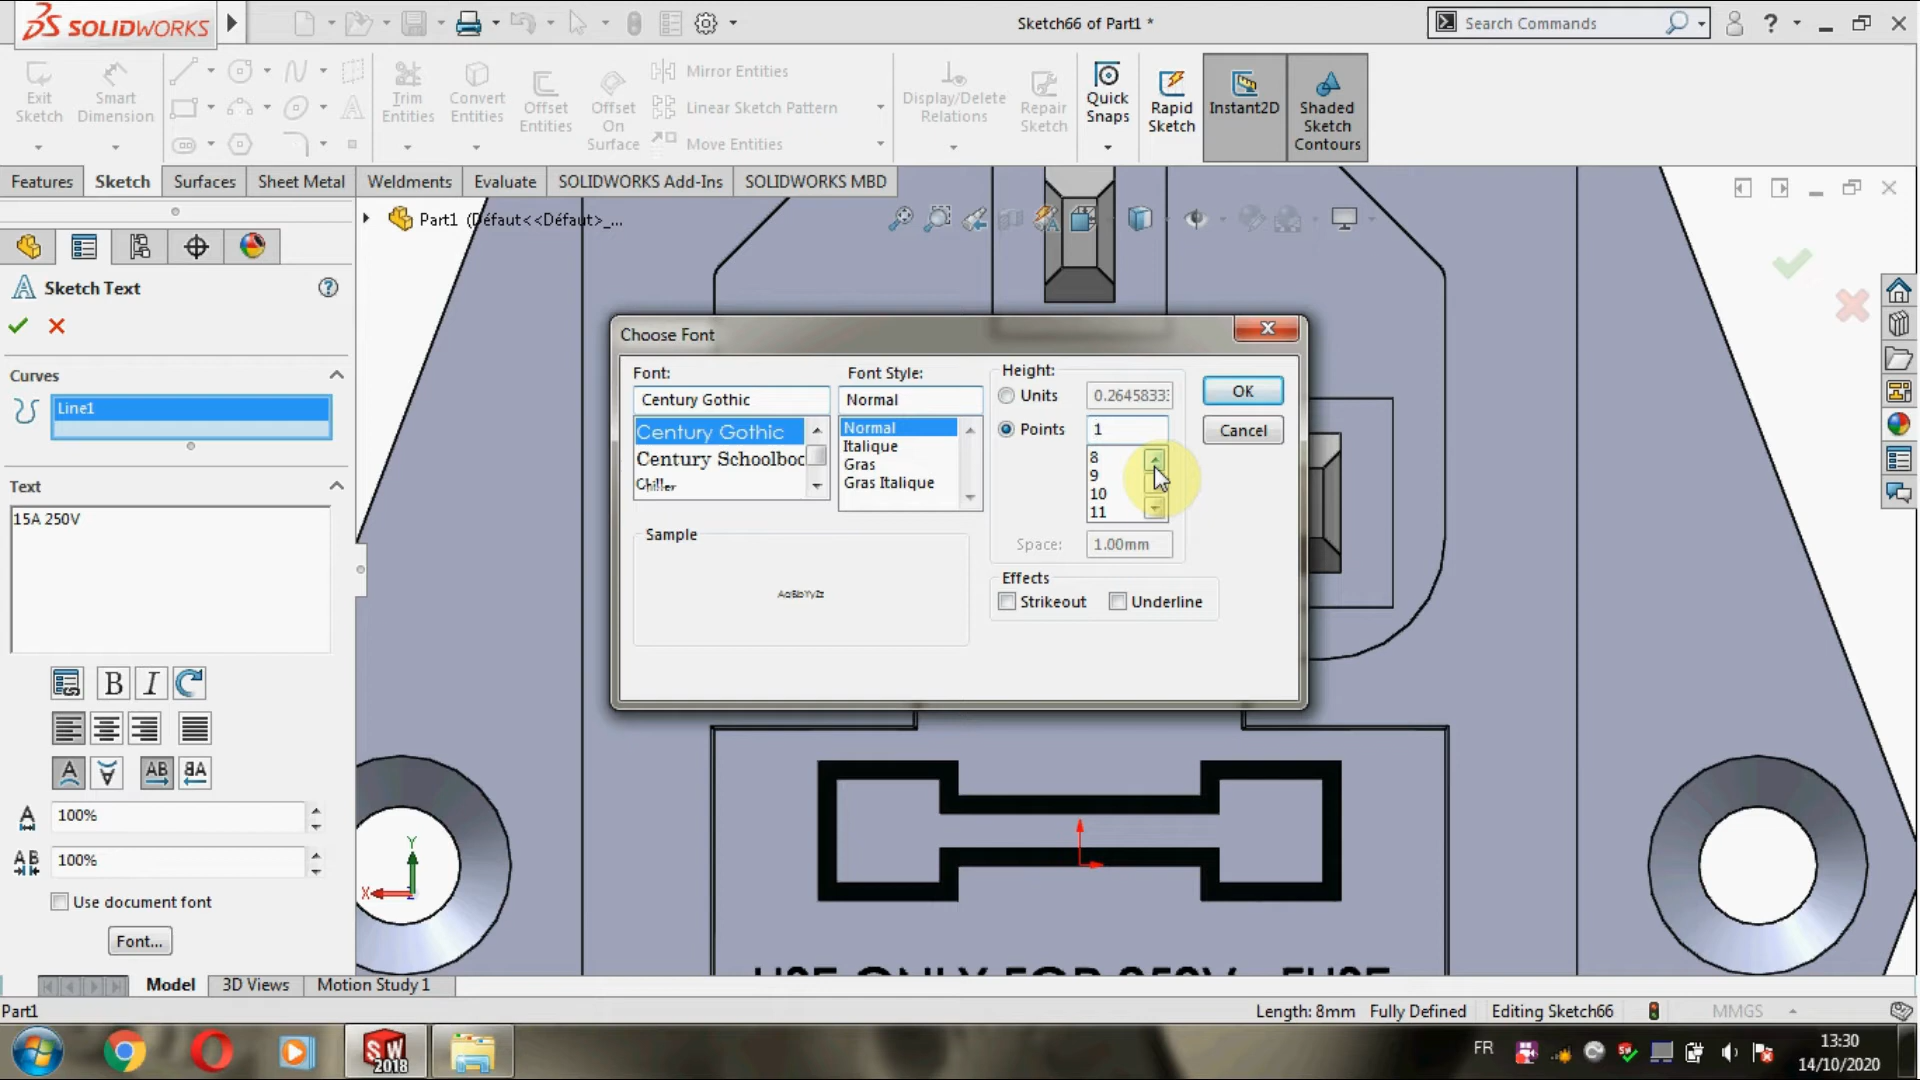 SOLIDWORKS
Sketch66 of Part1 *
Search Commands
Exit Sketch
Smart Dimension
Trim Entities
Convert Entities
Offset Entities
Offset On Surface
Mirror Entities
Linear Sketch Pattern
Move Entities
Display/Delete Relations
Repair Sketch
Quick Snaps
Rapid Sketch
Instant2D
Shaded Sketch Contours
Features
Sketch
Surfaces
Sheet Metal
Weldments
Evaluate
SOLIDWORKS Add-Ins
SOLIDWORKS MBD
Part1 (Défaut<<Défaut>_...
Sketch Text
Curves
Line1
Text
15A 250V
B I
AB
100%
A B
100%
Use document font
Font...
Choose Font
Font:
Century Gothic
Century Gothic
Century Schoolboo
Chiller
Font Style:
Normal
Normal
Italique
Gras
Gras Italique
Height:
Units
0.2645833
Points
1
8
9
10
11
Space:
1.00mm
OK
Cancel
Sample
AaBbYyZz
Effects
Strikeout
Underline
Y
X
Model
3D Views
Motion Study 1
Part1
Length: 8mm
Fully Defined
Editing Sketch66
MMGS
SW
2018
FR
13:30
14/10/2020